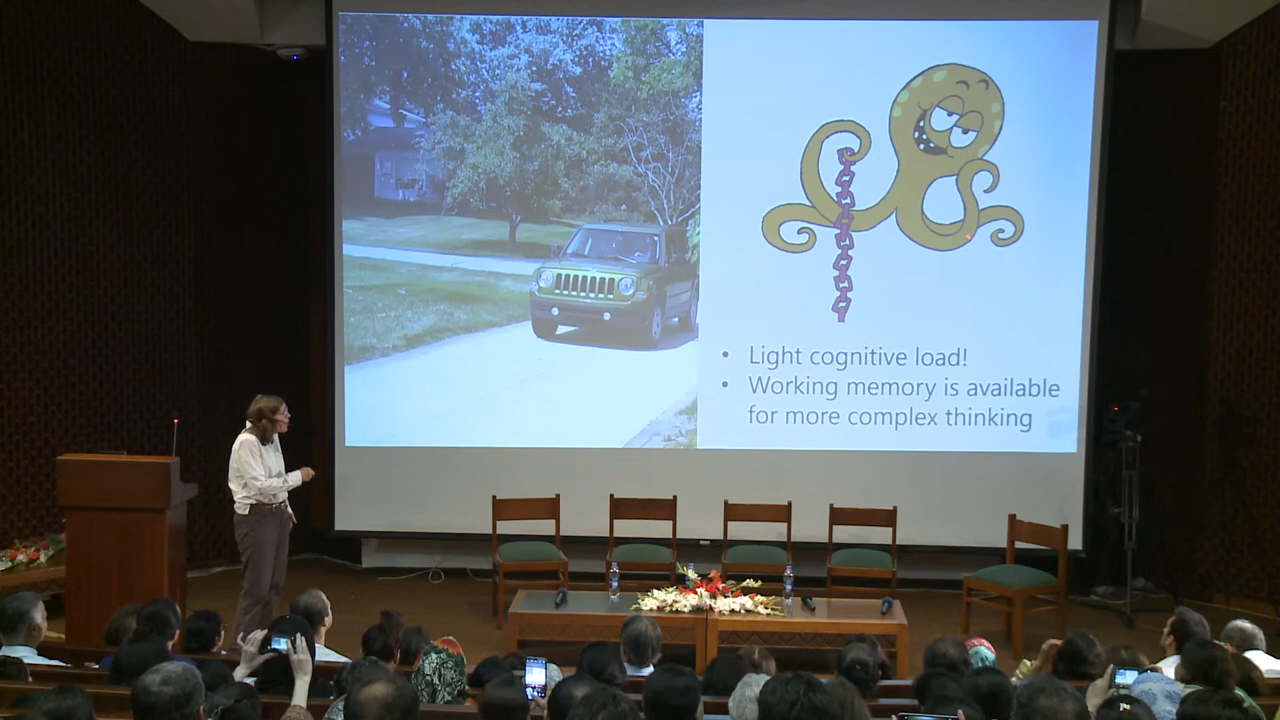 • Light cognitive load!
• Working memory is available
for more complex thinking